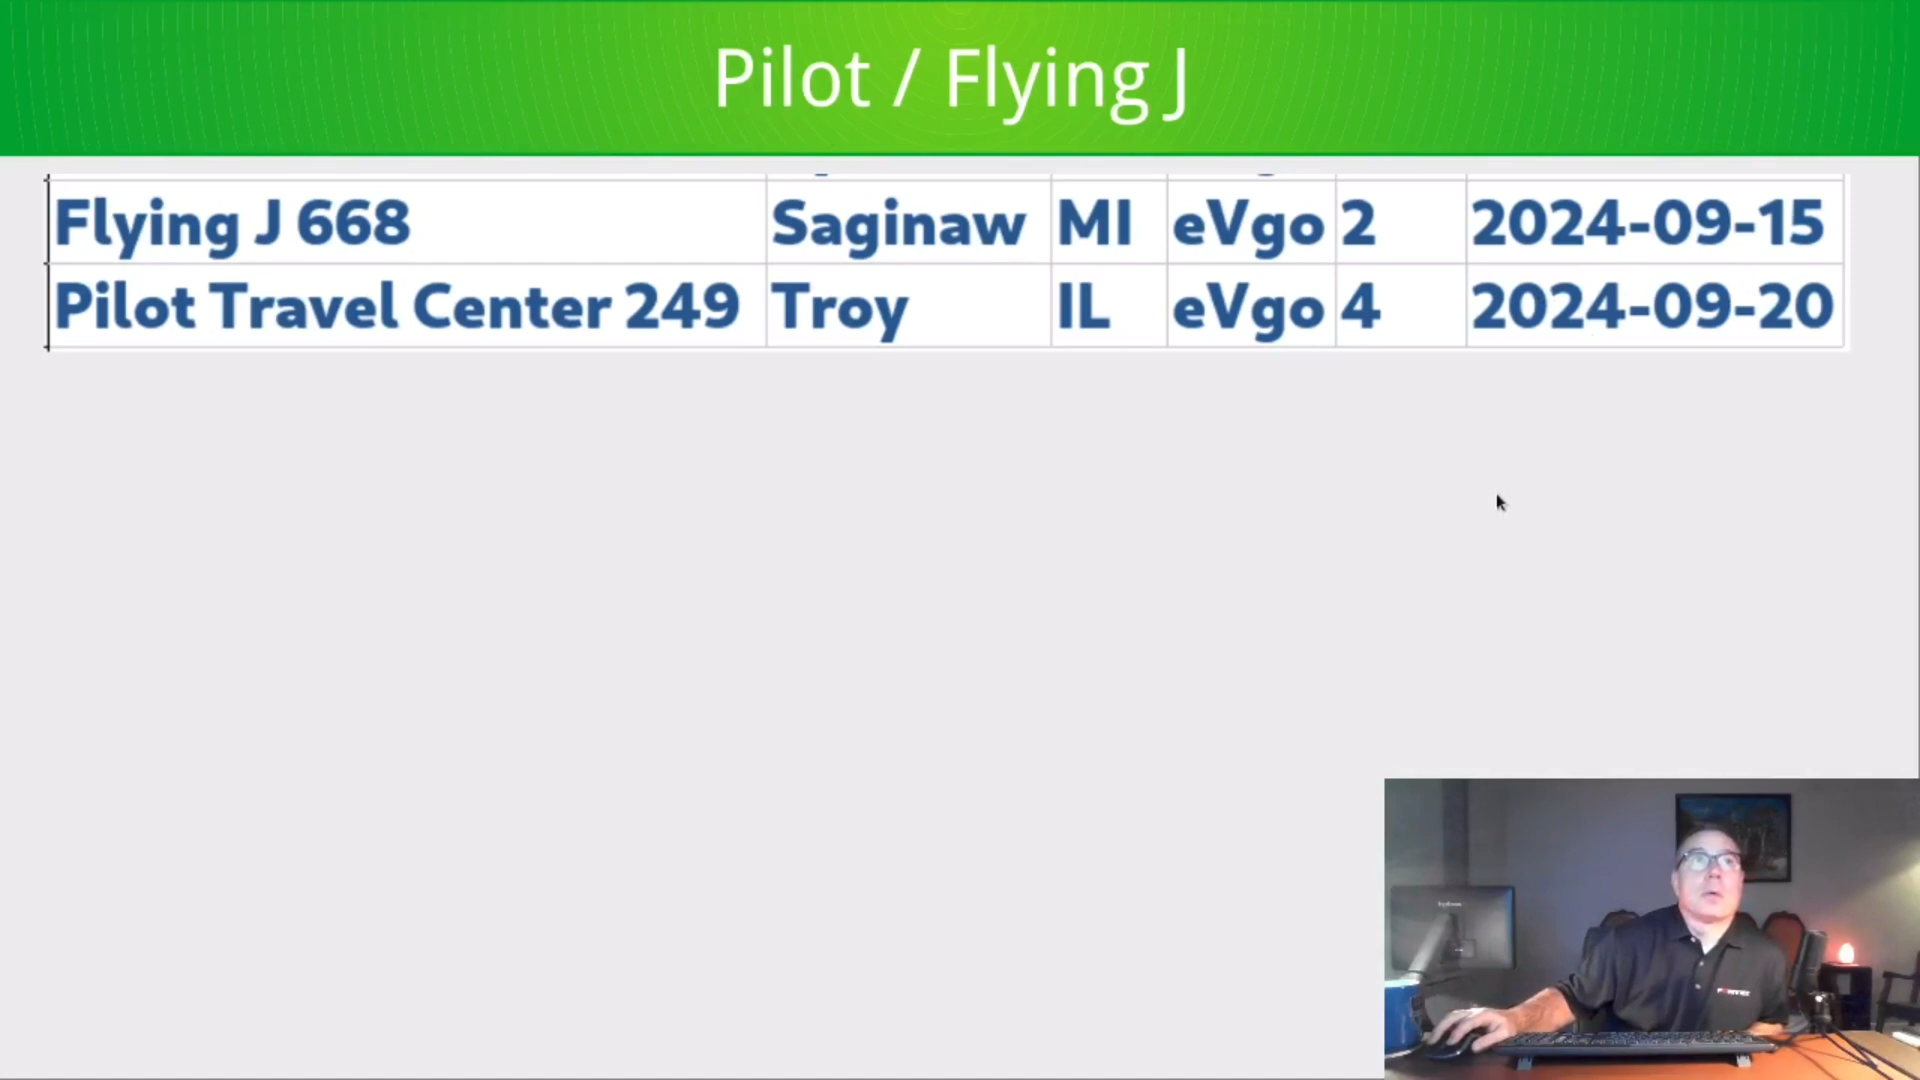 Pilot / Flying J
Flying J 668 Saginaw MI eVgo 2 2024-09-15
Pilot Travel Center 249 Troy IL eVgo 4 2024-09-20